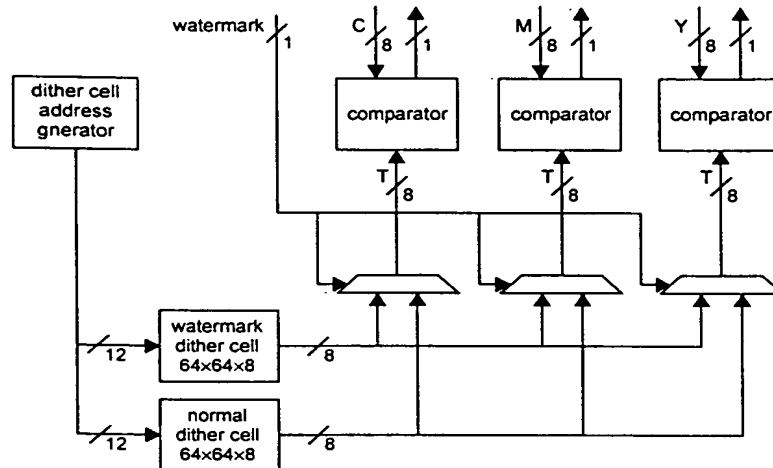 watermark 1 C 8 1 M 8 1 Y 8 1
dither cell
address
gnerator
comparator comparator comparator
T 8 T 8 T 8
watermark
dither cell
64×64×8
12 8
normal
dither cell
64×64×8
12 8